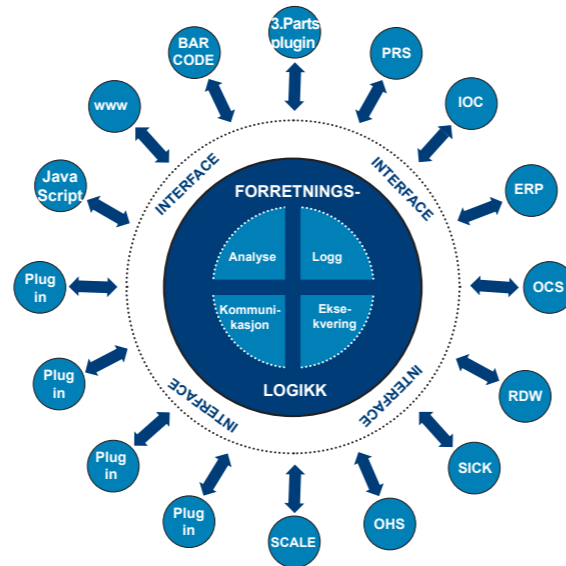 3.Parts
plugin
BAR
CODE
PRS
www
IOC
INTERFACE
INTERFACE
Java
Script
FORRETNINGS-
ERP
Analyse
Logg
Plug
in
OCS
Kommuni-
kasjon
Ekse-
kvering
Plug
in
LOGIKK
RDW
INTERFACE
INTERFACE
Plug
in
SICK
Plug
in
SCALE
OHS